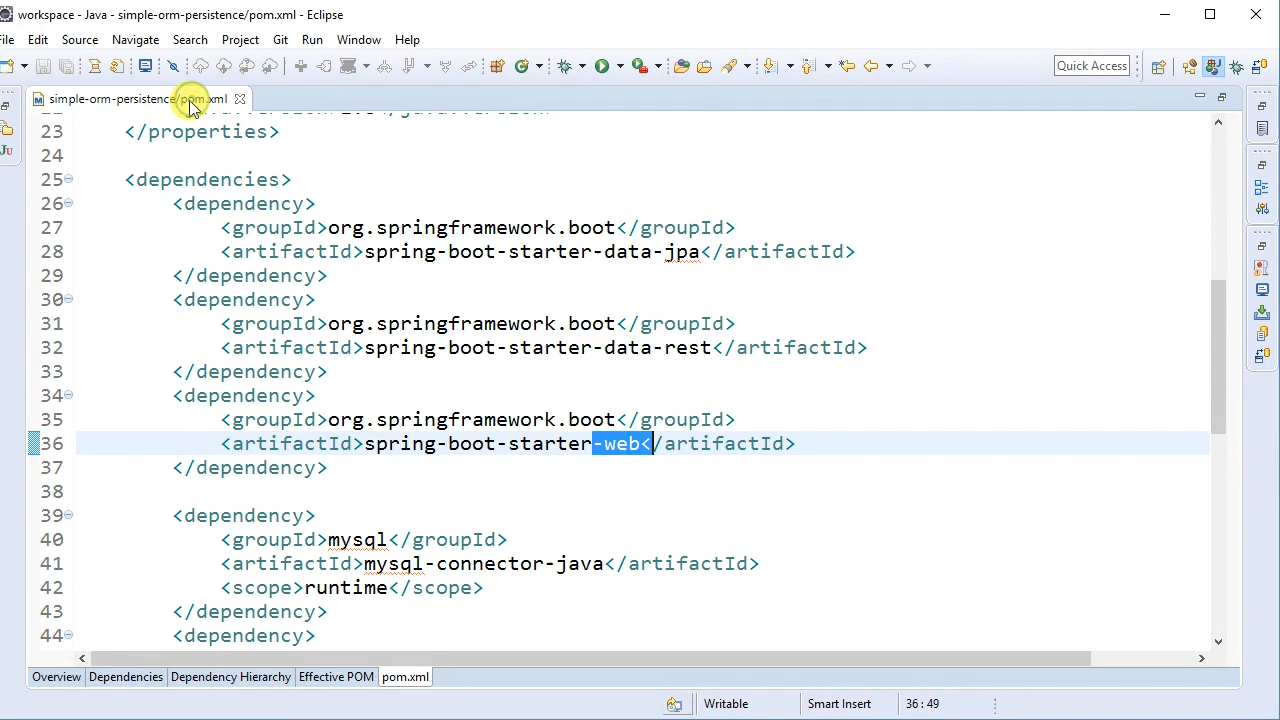 workspace - Java - simple-orm-persistence/pom.xml - Eclipse
File Edit Source Navigate Search Project Git Run Window Help
Quick Access
simple-orm-persistence/pom.xml
23 </properties>
24
25 <dependencies>
26 <dependency>
27 <groupId>org.springframework.boot</groupId>
28 <artifactId>spring-boot-starter-data-jpa</artifactId>
29 </dependency>
30 <dependency>
31 <groupId>org.springframework.boot</groupId>
32 <artifactId>spring-boot-starter-data-rest</artifactId>
33 </dependency>
34 <dependency>
35 <groupId>org.springframework.boot</groupId>
36 <artifactId>spring-boot-starter-web</artifactId>
37 </dependency>
38
39 <dependency>
40 <groupId>mysql</groupId>
41 <artifactId>mysql-connector-java</artifactId>
42 <scope>runtime</scope>
43 </dependency>
44 <dependency>
Overview Dependencies Dependency Hierarchy Effective POM pom.xml
Writable Smart Insert 36 : 49